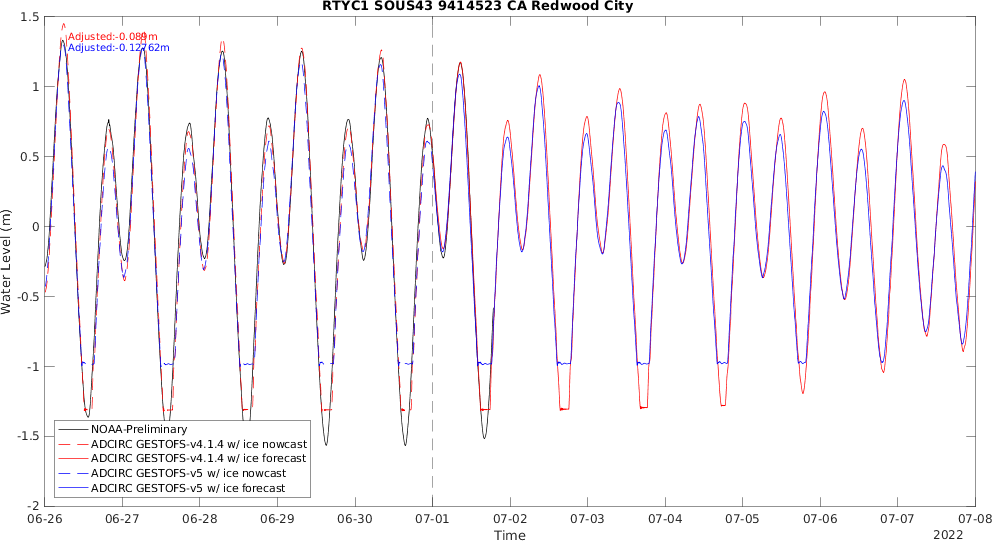 RTYC1 SOUS43 9414523 CA Redwood City
Adjusted:-0.089m
Adjusted:-0.12762m
Water Level (m)
1.5
1
0.5
0
-0.5
-1
-1.5
-2
NOAA-Preliminary
ADCIRC GESTOFS-v4.1.4 w/ ice nowcast
ADCIRC GESTOFS-v4.1.4 w/ ice forecast
ADCIRC GESTOFS-v5 w/ ice nowcast
ADCIRC GESTOFS-v5 w/ ice forecast
06-26 06-27 06-28 06-29 06-30 07-01 07-02 07-03 07-04 07-05 07-06 07-07 07-08
Time
2022